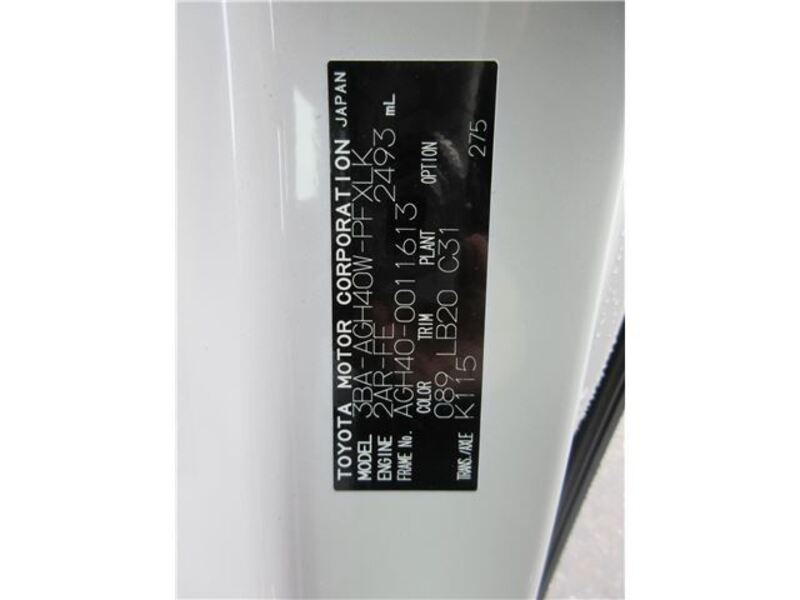 TOYOTA MOTOR CORPORATION JAPAN
MODEL 3BA-AGH40W-PFXLK
ENGINE 2AR-FE 2493 mL
FRAME No. AGH40-0011613
COLOR TRIM PLANT OPTION
089 LB20 C31
TRANS./AXLE K115 275